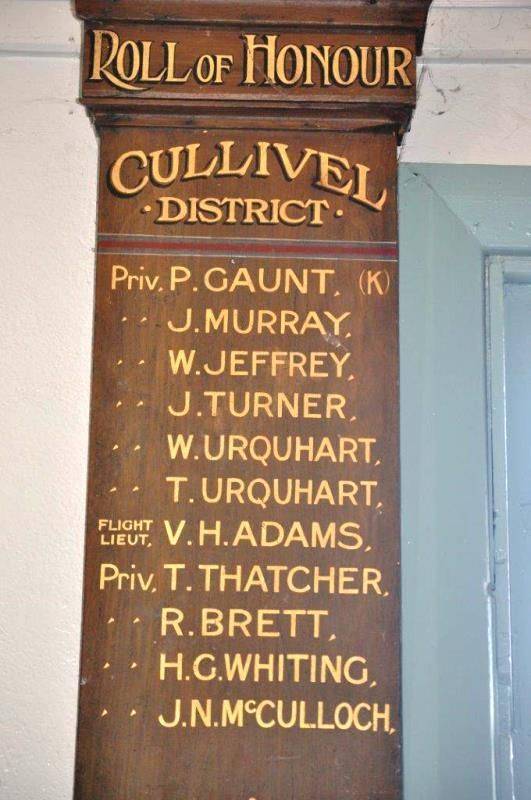 ROLL OF HONOUR
CULLIVEL
· DISTRICT ·
Priv. P. GAUNT, (K)
" J. MURRAY,
" W. JEFFREY,
" J. TURNER,
" W. URQUHART,
" T. URQUHART,
FLIGHT LIEUT, V. H. ADAMS,
Priv, T. THATCHER,
" R. BRETT,
" H. G. WHITING,
" J. N. McCULLOCH,